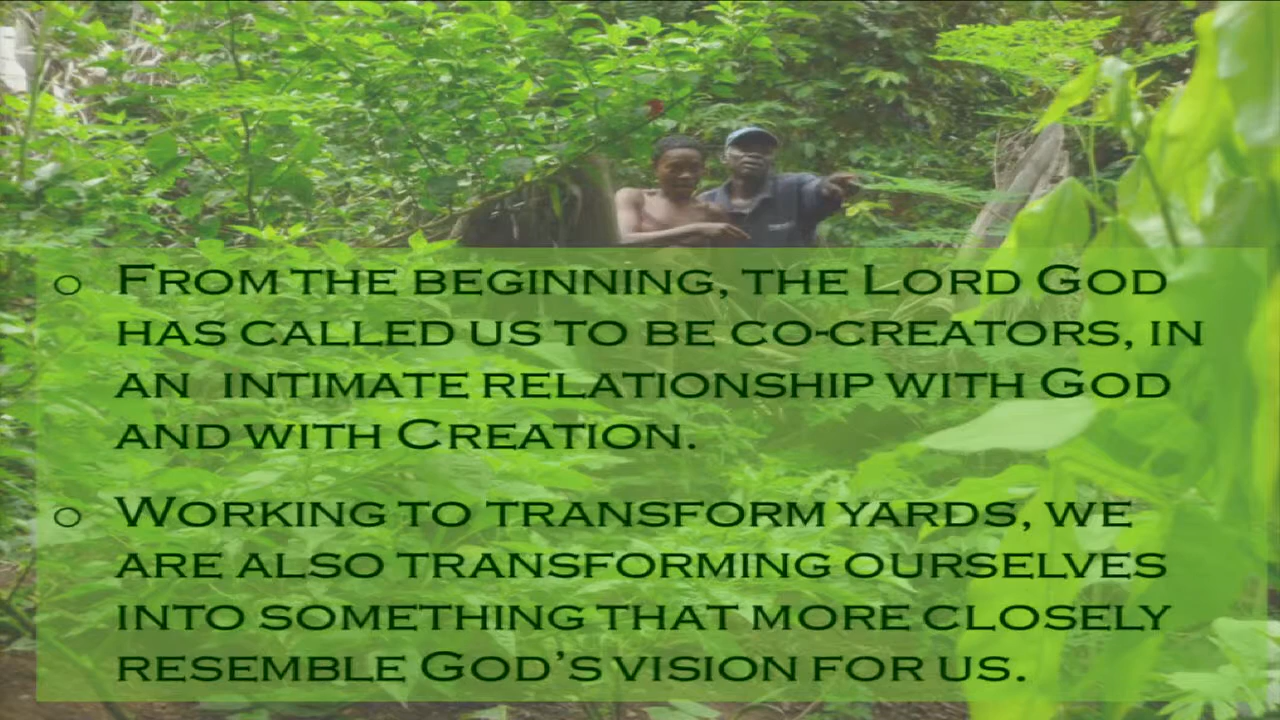 o From the beginning, the Lord God
has called us to be co-creators, in
an intimate relationship with God
and with Creation.
o Working to transform yards, we
are also transforming ourselves
into something that more closely
resemble God's vision for us.